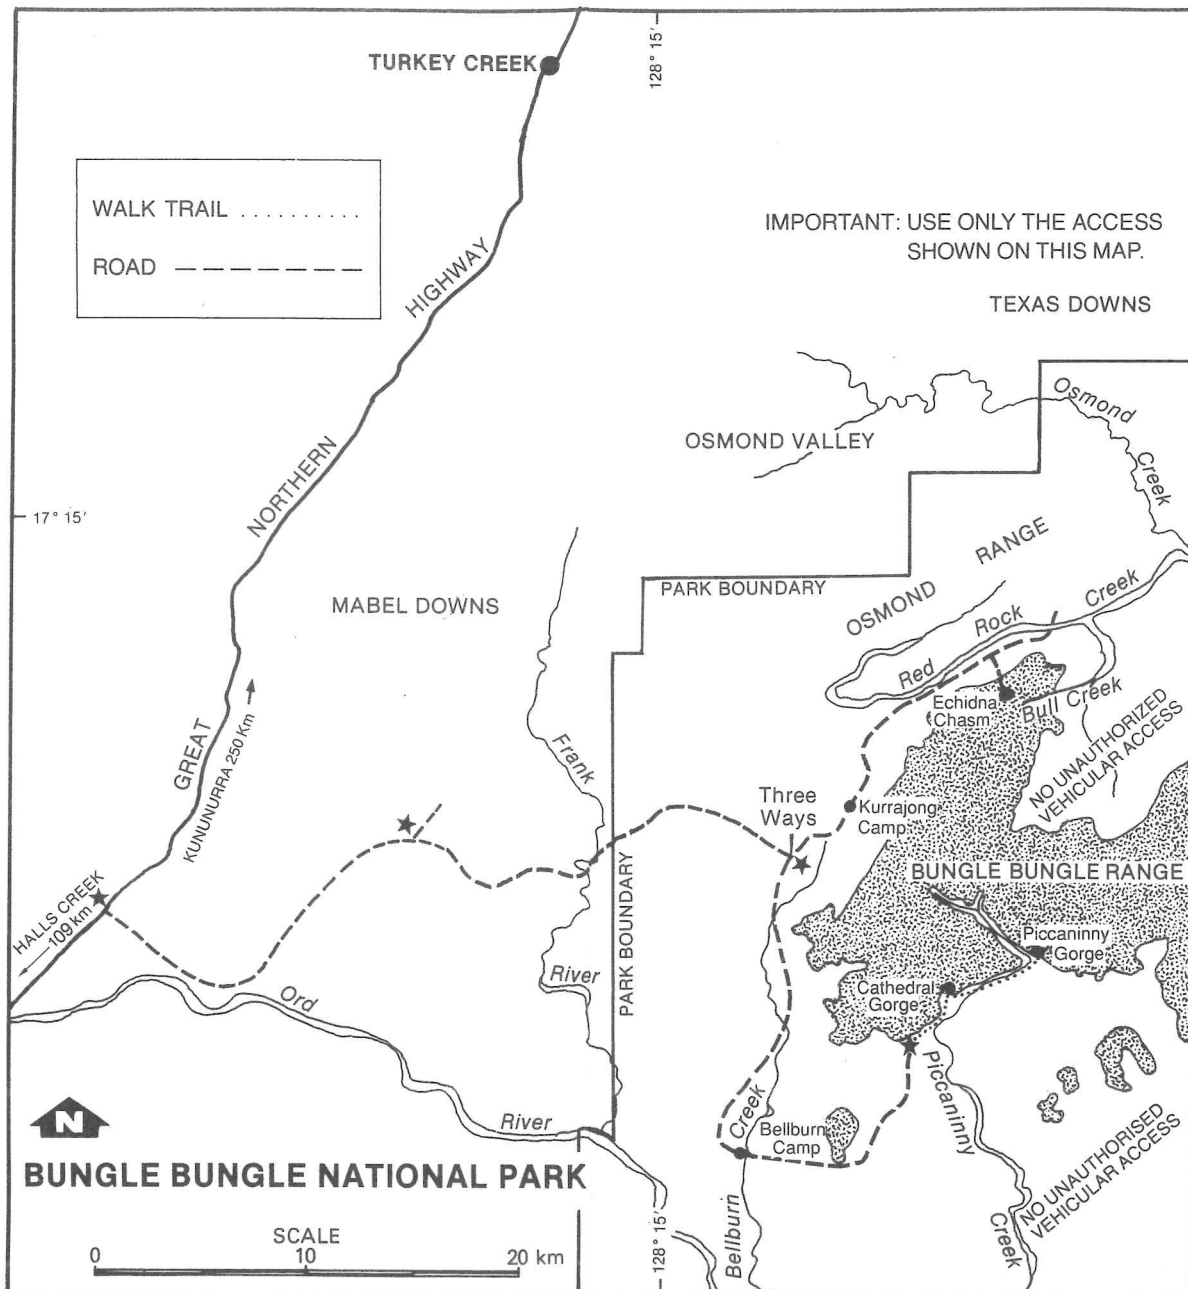 128° 15′
TURKEY CREEK
WALK TRAIL ..........
ROAD
IMPORTANT: USE ONLY THE ACCESS
SHOWN ON THIS MAP.
TEXAS DOWNS
HIGHWAY
Osmond
Creek
OSMOND VALLEY
NORTHERN
17° 15′
RANGE
OSMOND
PARK BOUNDARY
MABEL DOWNS
Creek
Rock
Red
Echidna
Chasm
Bull Creek
NO UNAUTHORIZED
VEHICULAR ACCESS
GREAT
KUNUNURRA 250 Km
Frank
River
Three
Ways
Kurrajong
Camp
PARK BOUNDARY
BUNGLE BUNGLE RANGE
HALLS CREEK
109 km
Piccaninny
Gorge
Cathedral
Gorge
Ord
River
Piccaninny
Creek
Creek
Bellburn
Camp
Bellburn
NO UNAUTHORISED
VEHICULAR ACCESS
N
BUNGLE BUNGLE NATIONAL PARK
SCALE
0 10 20 km
128° 15′